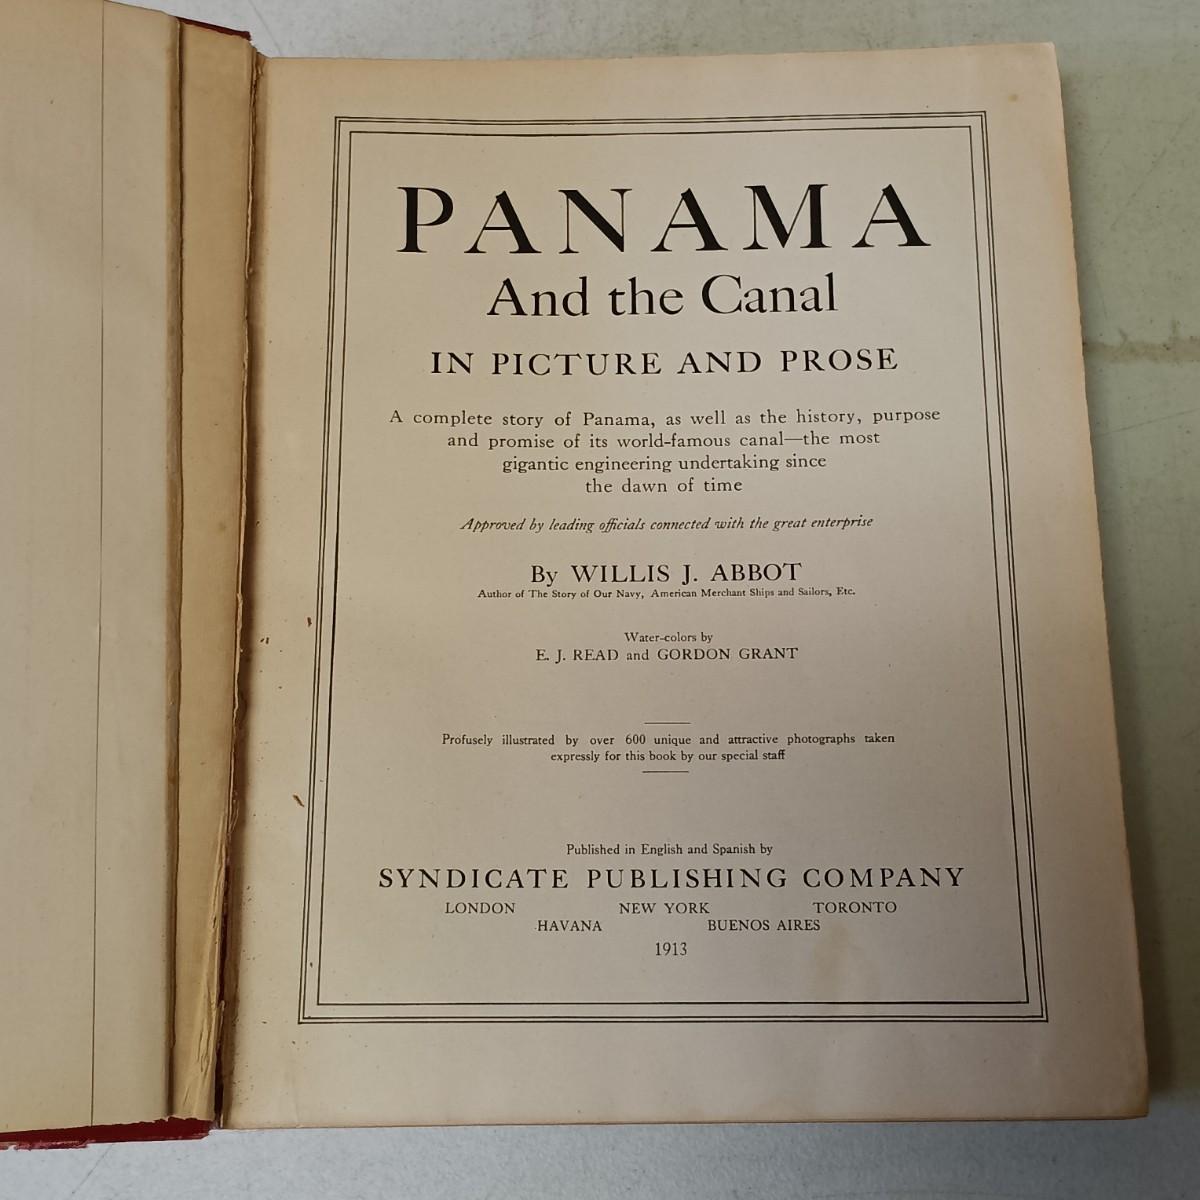 PANAMA
And the Canal
IN PICTURE AND PROSE
A complete story of Panama, as well as the history, purpose
and promise of its world-famous canal—the most
gigantic engineering undertaking since
the dawn of time
Approved by leading officials connected with the great enterprise
By WILLIS J. ABBOT
Author of The Story of Our Navy, American Merchant Ships and Sailors, Etc.
Water-colors by
E. J. READ and GORDON GRANT
Profusely illustrated by over 600 unique and attractive photographs taken
expressly for this book by our special staff
Published in English and Spanish by
SYNDICATE PUBLISHING COMPANY
LONDON NEW YORK TORONTO
HAVANA BUENOS AIRES
1913